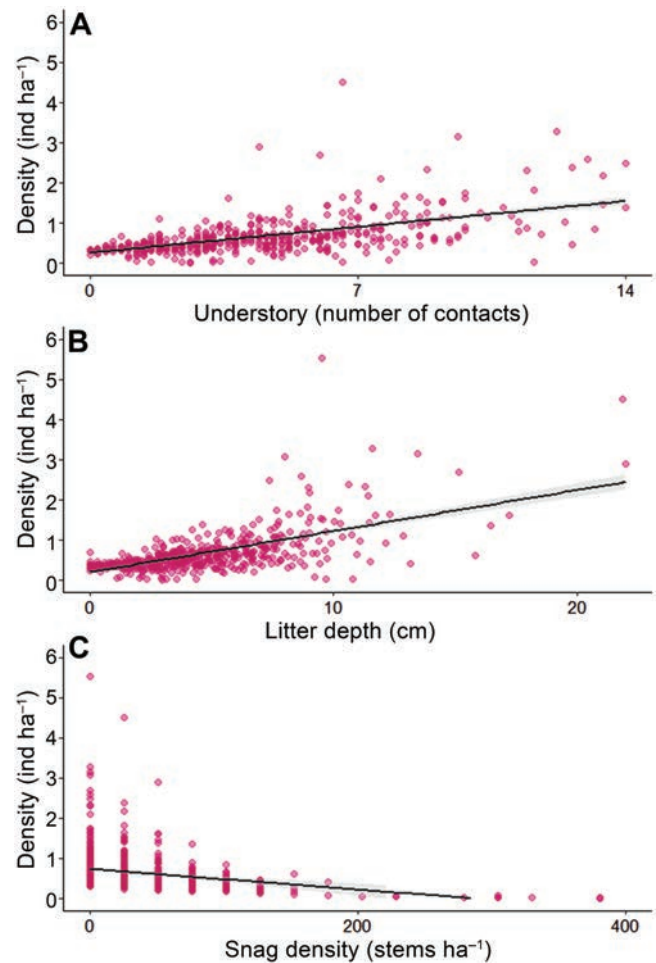 A
Density (ind ha⁻¹)
6
5
4
3
2
1
0
0 7 14
Understory (number of contacts)
B
Density (ind ha⁻¹)
6
5
4
3
2
1
0
0 10 20
Litter depth (cm)
C
Density (ind ha⁻¹)
6
5
4
3
2
1
0
0 200 400
Snag density (stems ha⁻¹)